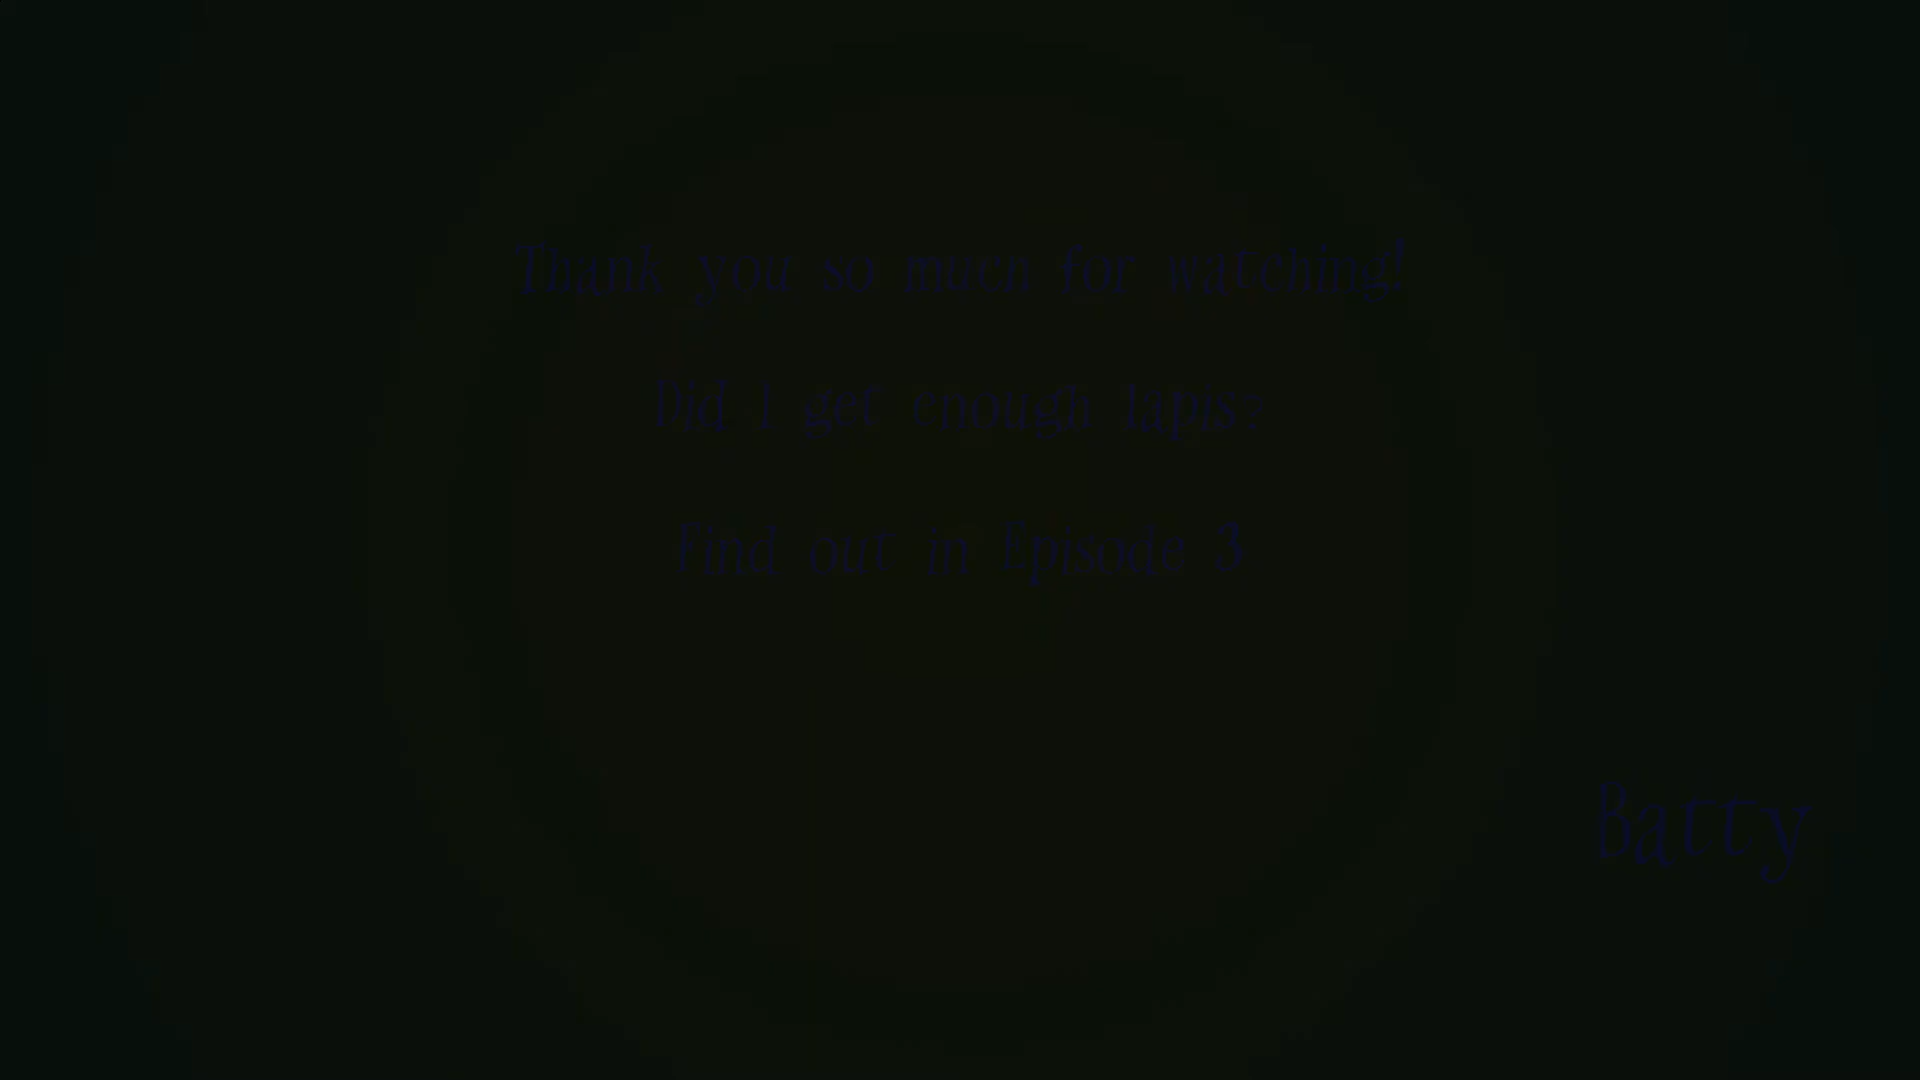 Thank you so much for watching!
Did I get enough lapis?
Find out in Episode 3
Batty